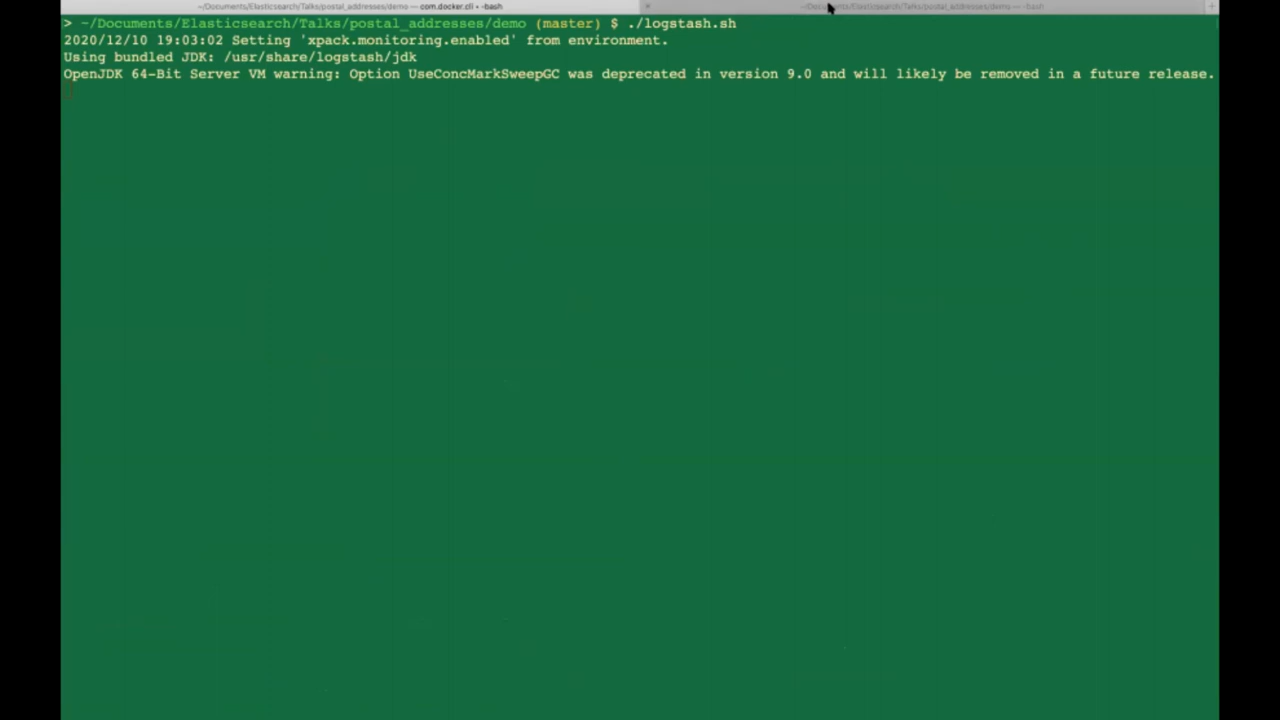 ~/Documents/Elasticsearch/Talks/postal_addresses/demo — com.docker.cli • -bash
~/Documents/Elasticsearch/Talks/postal_addresses/demo — -bash
> ~/Documents/Elasticsearch/Talks/postal_addresses/demo (master) $ ./logstash.sh
2020/12/10 19:03:02 Setting 'xpack.monitoring.enabled' from environment.
Using bundled JDK: /usr/share/logstash/jdk
OpenJDK 64-Bit Server VM warning: Option UseConcMarkSweepGC was deprecated in version 9.0 and will likely be removed in a future release.